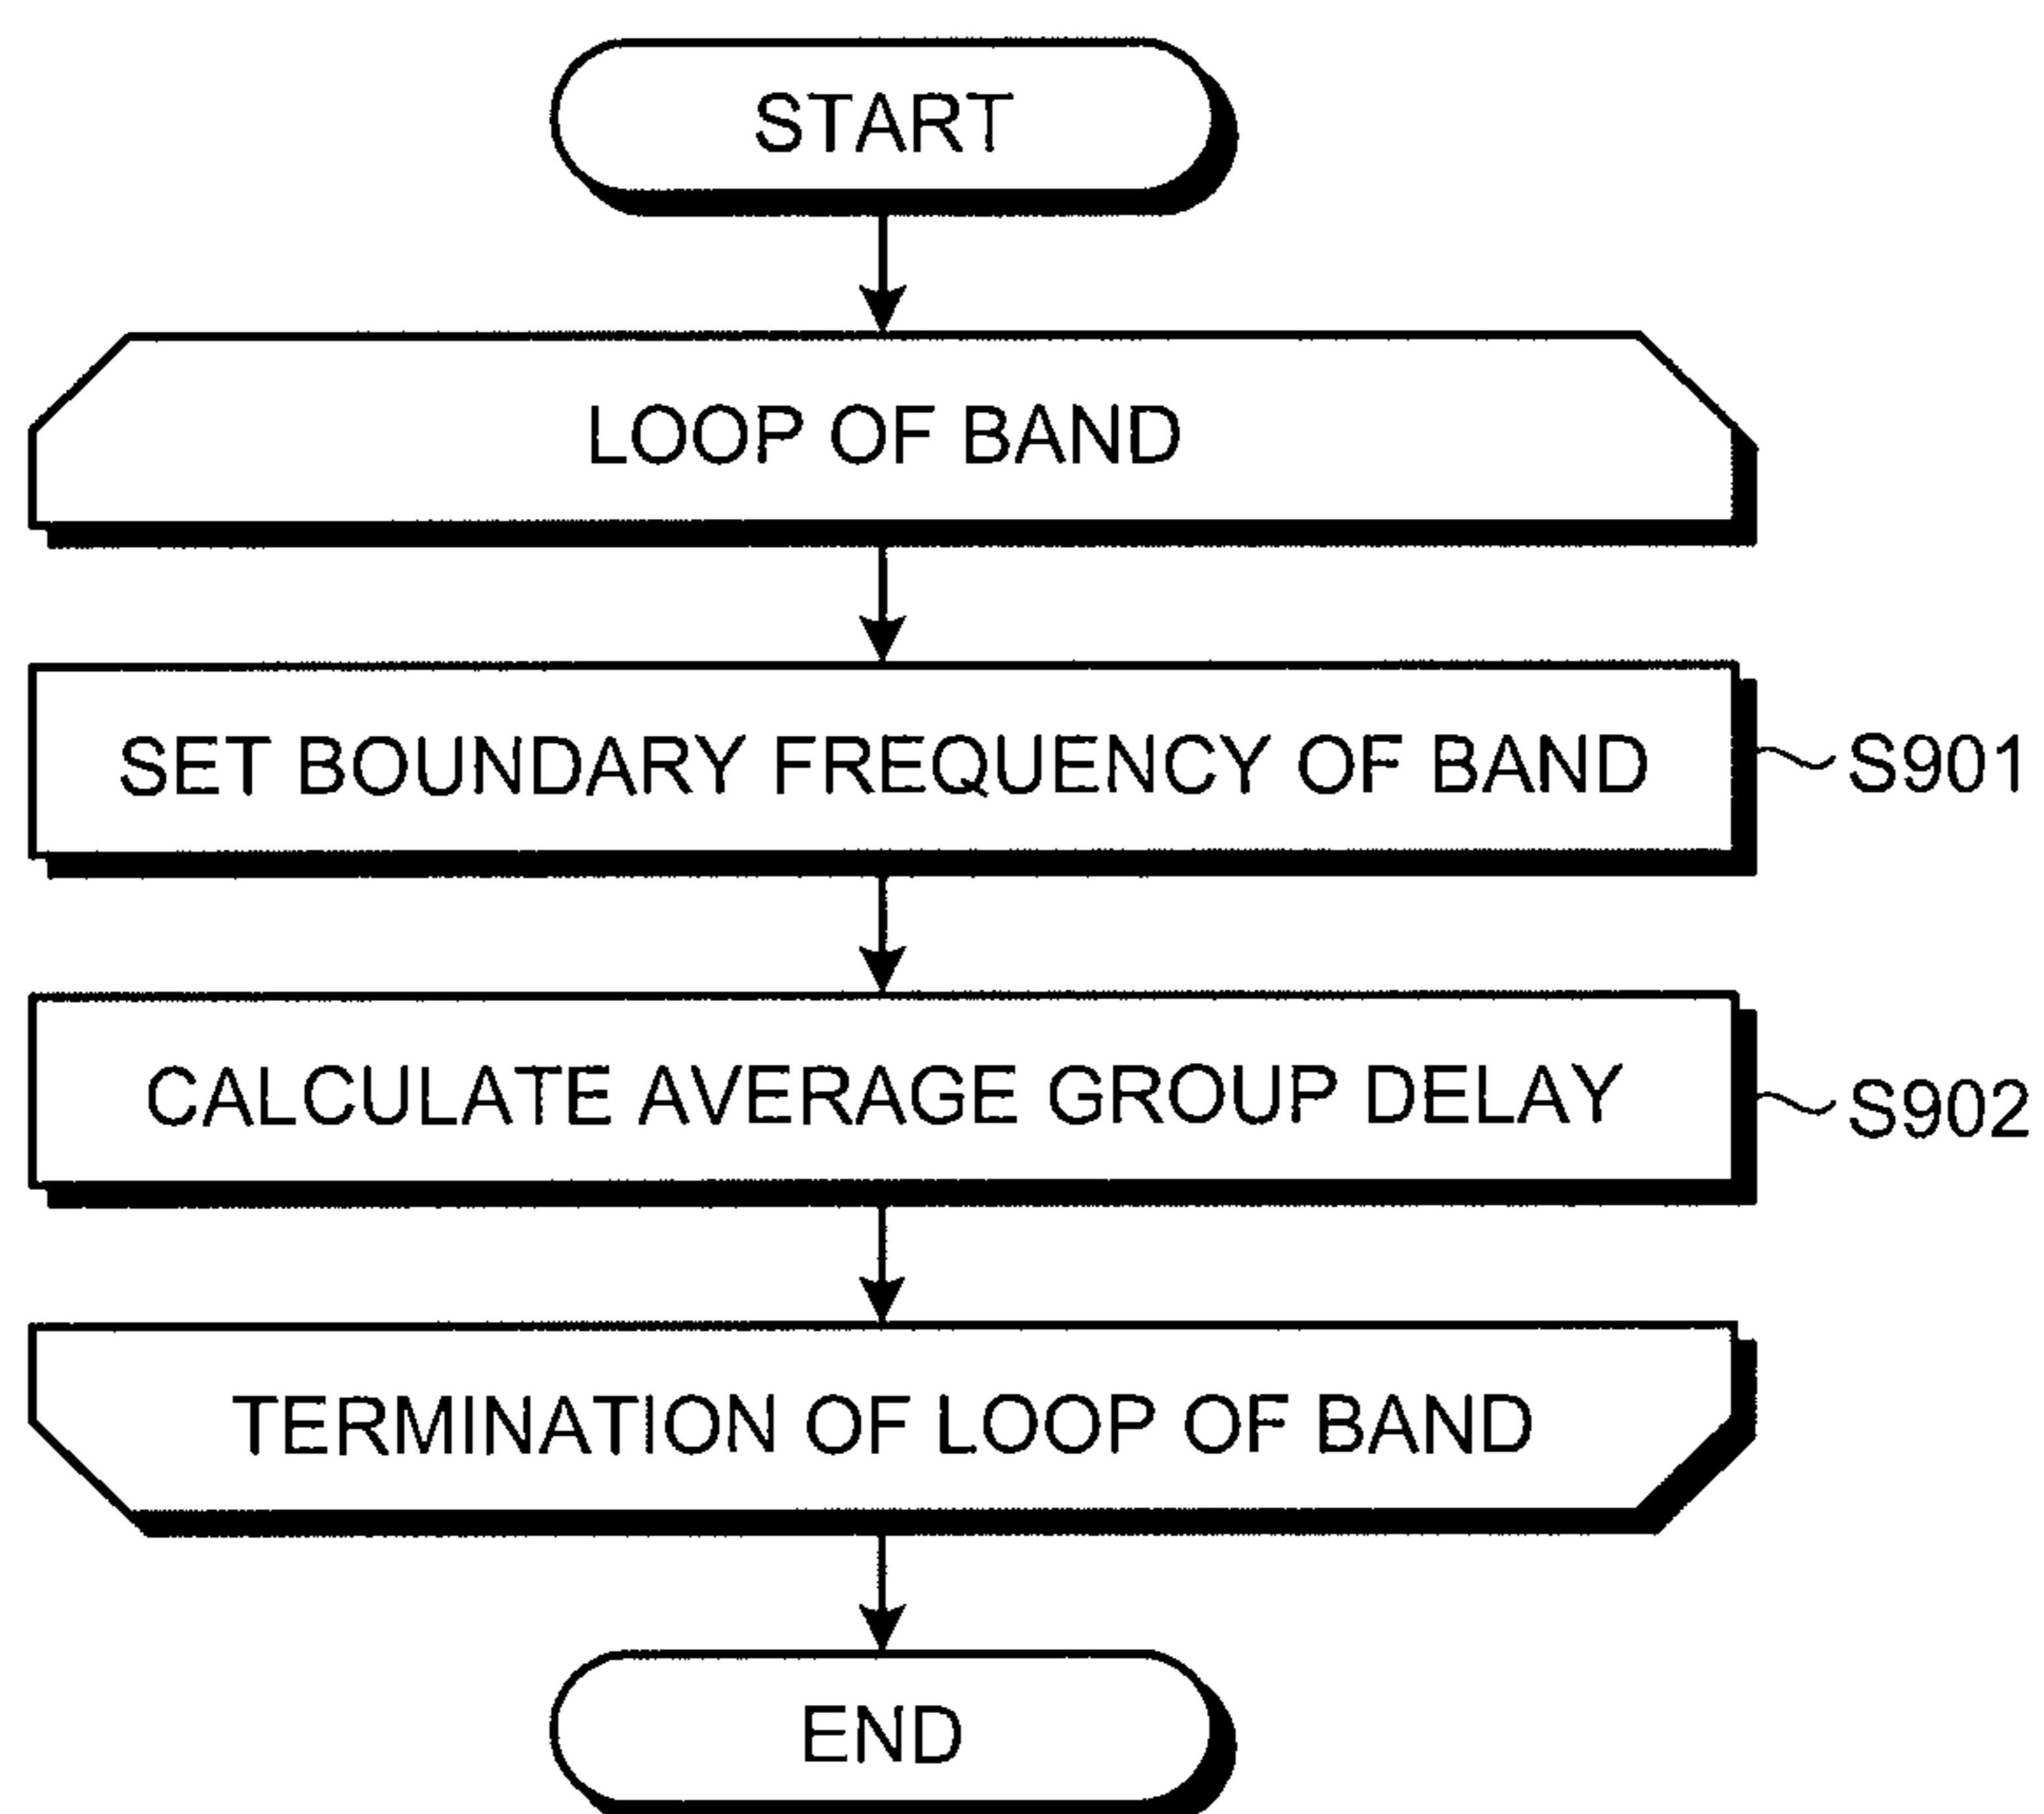 START
LOOP OF BAND
SET BOUNDARY FREQUENCY OF BAND
S901
CALCULATE AVERAGE GROUP DELAY
S902
TERMINATION OF LOOP OF BAND
END